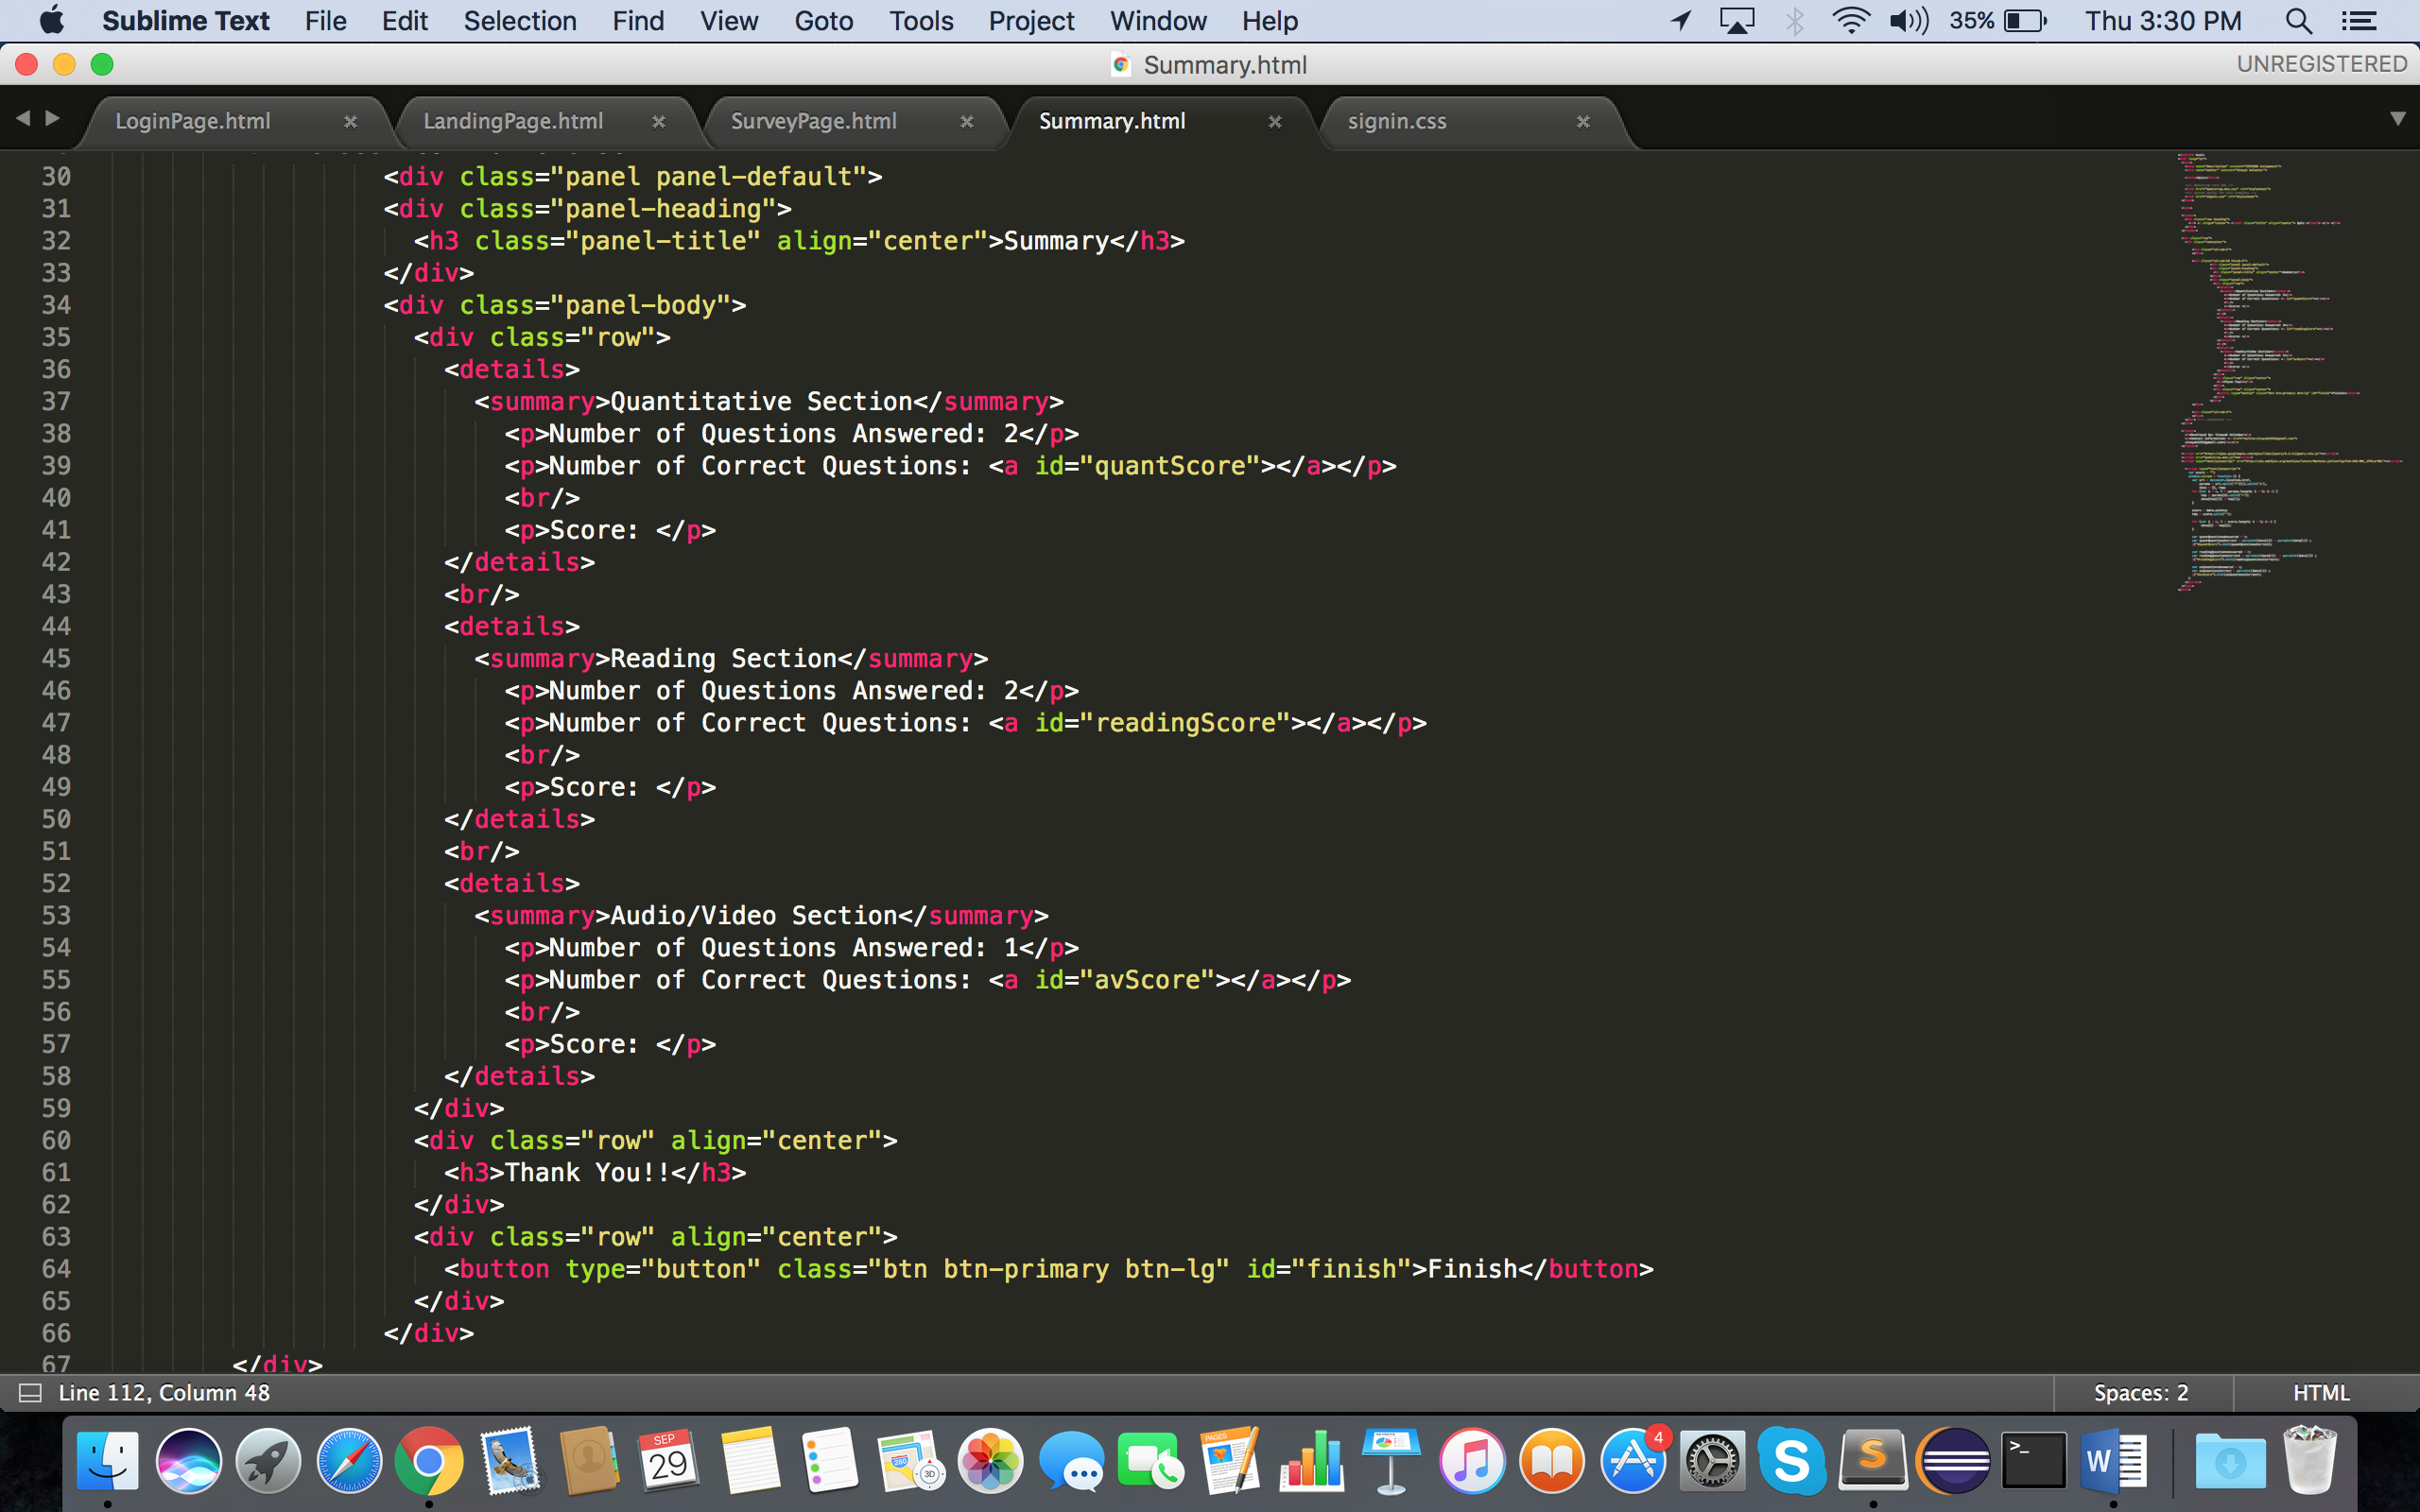 Sublime Text File Edit Selection Find View Goto Tools Project Window Help 35% Thu 3:30 PM
Summary.html UNREGISTERED
LoginPage.html LandingPage.html SurveyPage.html Summary.html signin.css
30 <div class="panel panel-default">
31 <div class="panel-heading">
32 <h3 class="panel-title" align="center">Summary</h3>
33 </div>
34 <div class="panel-body">
35 <div class="row">
36 <details>
37 <summary>Quantitative Section</summary>
38 <p>Number of Questions Answered: 2</p>
39 <p>Number of Correct Questions: <a id="quantScore"></a></p>
40 <br/>
41 <p>Score: </p>
42 </details>
43 <br/>
44 <details>
45 <summary>Reading Section</summary>
46 <p>Number of Questions Answered: 2</p>
47 <p>Number of Correct Questions: <a id="readingScore"></a></p>
48 <br/>
49 <p>Score: </p>
50 </details>
51 <br/>
52 <details>
53 <summary>Audio/Video Section</summary>
54 <p>Number of Questions Answered: 1</p>
55 <p>Number of Correct Questions: <a id="avScore"></a></p>
56 <br/>
57 <p>Score: </p>
58 </details>
59 </div>
60 <div class="row" align="center">
61 <h3>Thank You!!</h3>
62 </div>
63 <div class="row" align="center">
64 <button type="button" class="btn btn-primary btn-lg" id="finish">Finish</button>
65 </div>
66 </div>
67 </div>
Line 112, Column 48 Spaces: 2 HTML
SEP
29
280
3D
PAGES
4
S
S
>_
W